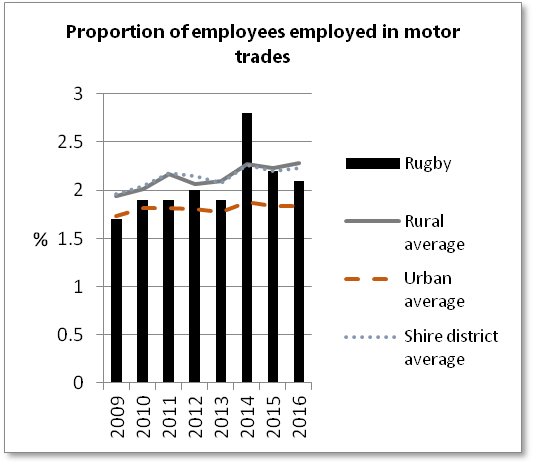 Proportion of employees employed in motor
trades
3
2.5
2
1.5
1
0.5
0
%
2009
2010
2011
2012
2013
2014
2015
2016
Rugby
Rural
average
Urban
average
Shire district
average